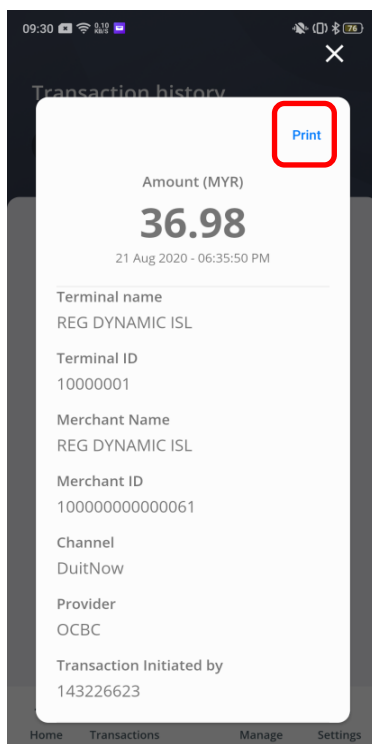 09:30 0.10 KB/S 76
Transaction history
Print
Amount (MYR)
36.98
21 Aug 2020 - 06:35:50 PM
Terminal name
REG DYNAMIC ISL
Terminal ID
10000001
Merchant Name
REG DYNAMIC ISL
Merchant ID
100000000000061
Channel
DuitNow
Provider
OCBC
Transaction Initiated by
143226623
Home Transactions Manage Settings